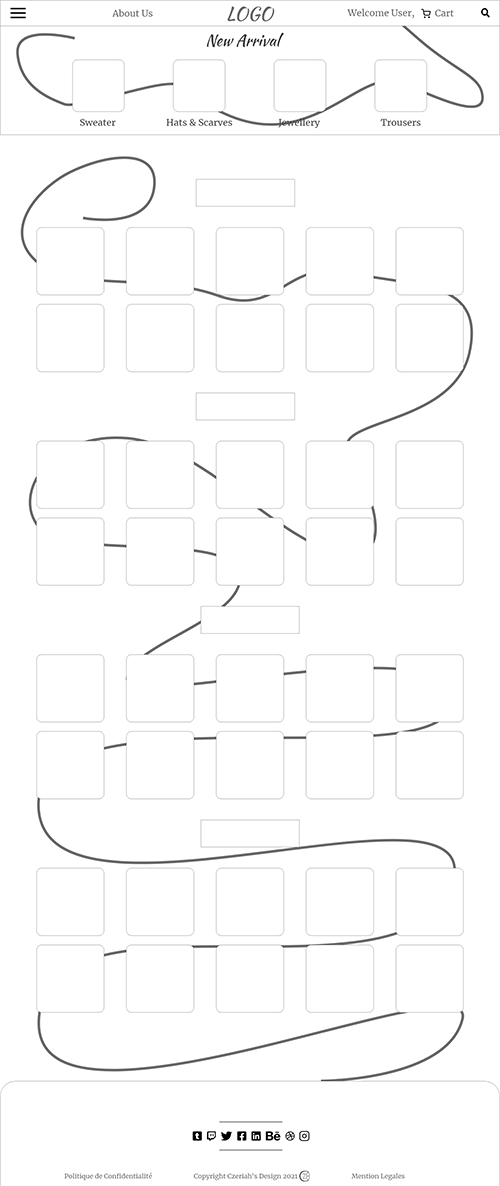 About Us
LOGO
Welcome User,
Cart
New Arrival
Sweater
Hats & Scarves
Jewellery
Trousers
Bē
Politique de Confidentialité
Copyright Czeriah's Design 2021
Mention Legales